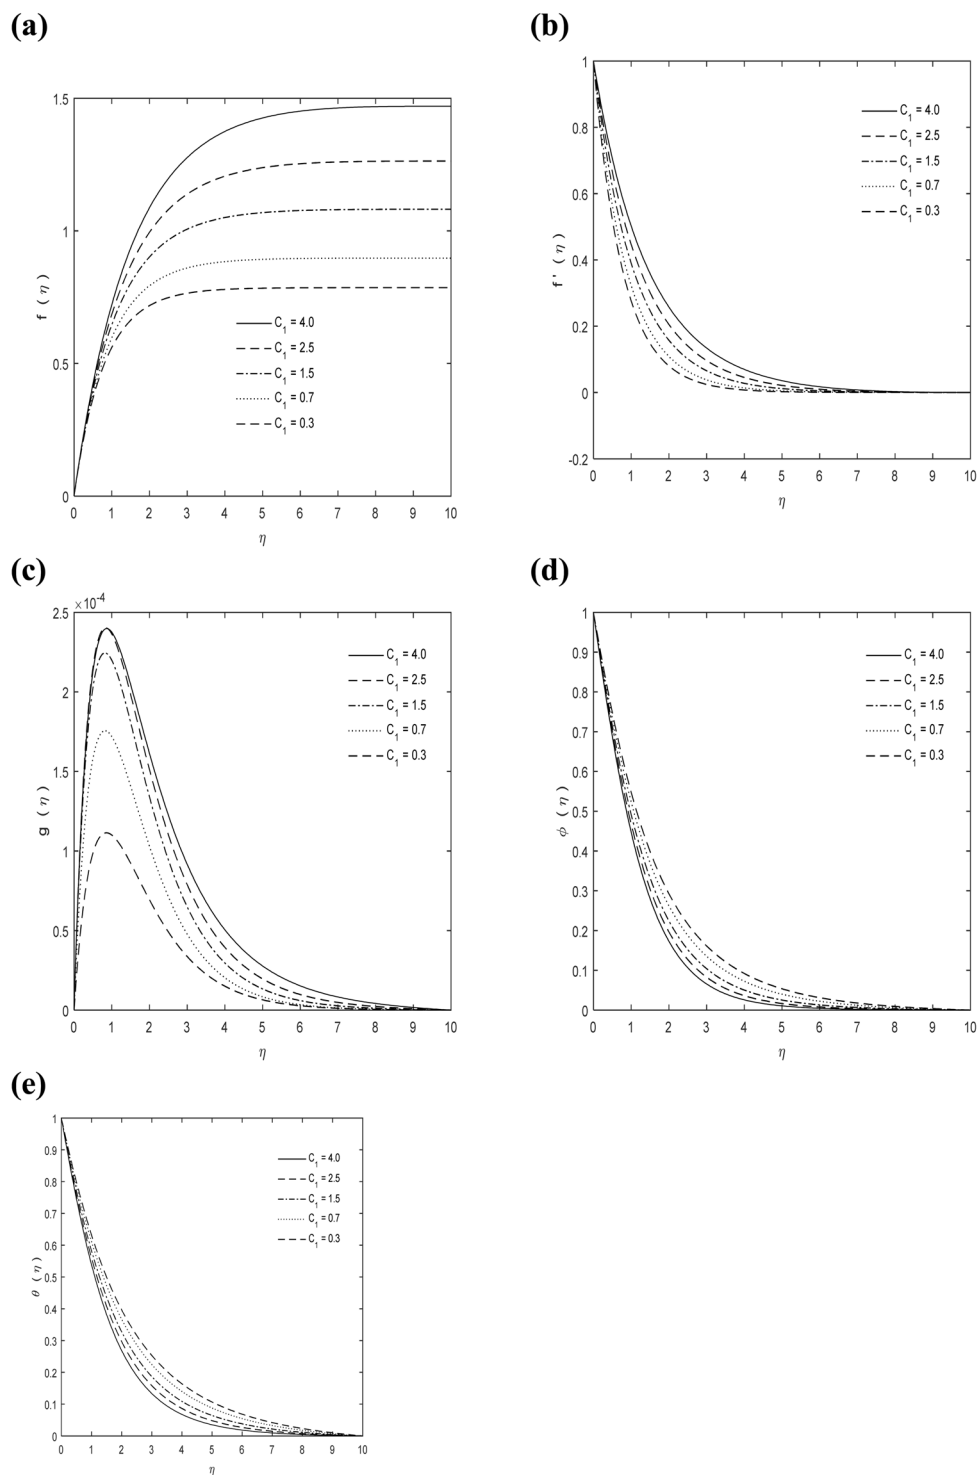 (a)
1.5
1
0.5
0
f ( η )
C1 = 4.0
C1 = 2.5
C1 = 1.5
C1 = 0.7
C1 = 0.3
0 1 2 3 4 5 6 7 8 9 10
η
(b)
1
0.8
0.6
0.4
0.2
0
-0.2
f ' ( η )
C1 = 4.0
C1 = 2.5
C1 = 1.5
C1 = 0.7
C1 = 0.3
0 1 2 3 4 5 6 7 8 9 10
η
(c)
×10-4
2.5
2
1.5
1
0.5
0
g ( η )
C1 = 4.0
C1 = 2.5
C1 = 1.5
C1 = 0.7
C1 = 0.3
0 1 2 3 4 5 6 7 8 9 10
η
(d)
1
0.9
0.8
0.7
0.6
0.5
0.4
0.3
0.2
0.1
0
ϕ ( η )
C1 = 4.0
C1 = 2.5
C1 = 1.5
C1 = 0.7
C1 = 0.3
0 1 2 3 4 5 6 7 8 9 10
η
(e)
1
0.9
0.8
0.7
0.6
0.5
0.4
0.3
0.2
0.1
0
θ ( η )
C1 = 4.0
C1 = 2.5
C1 = 1.5
C1 = 0.7
C1 = 0.3
0 1 2 3 4 5 6 7 8 9 10
η